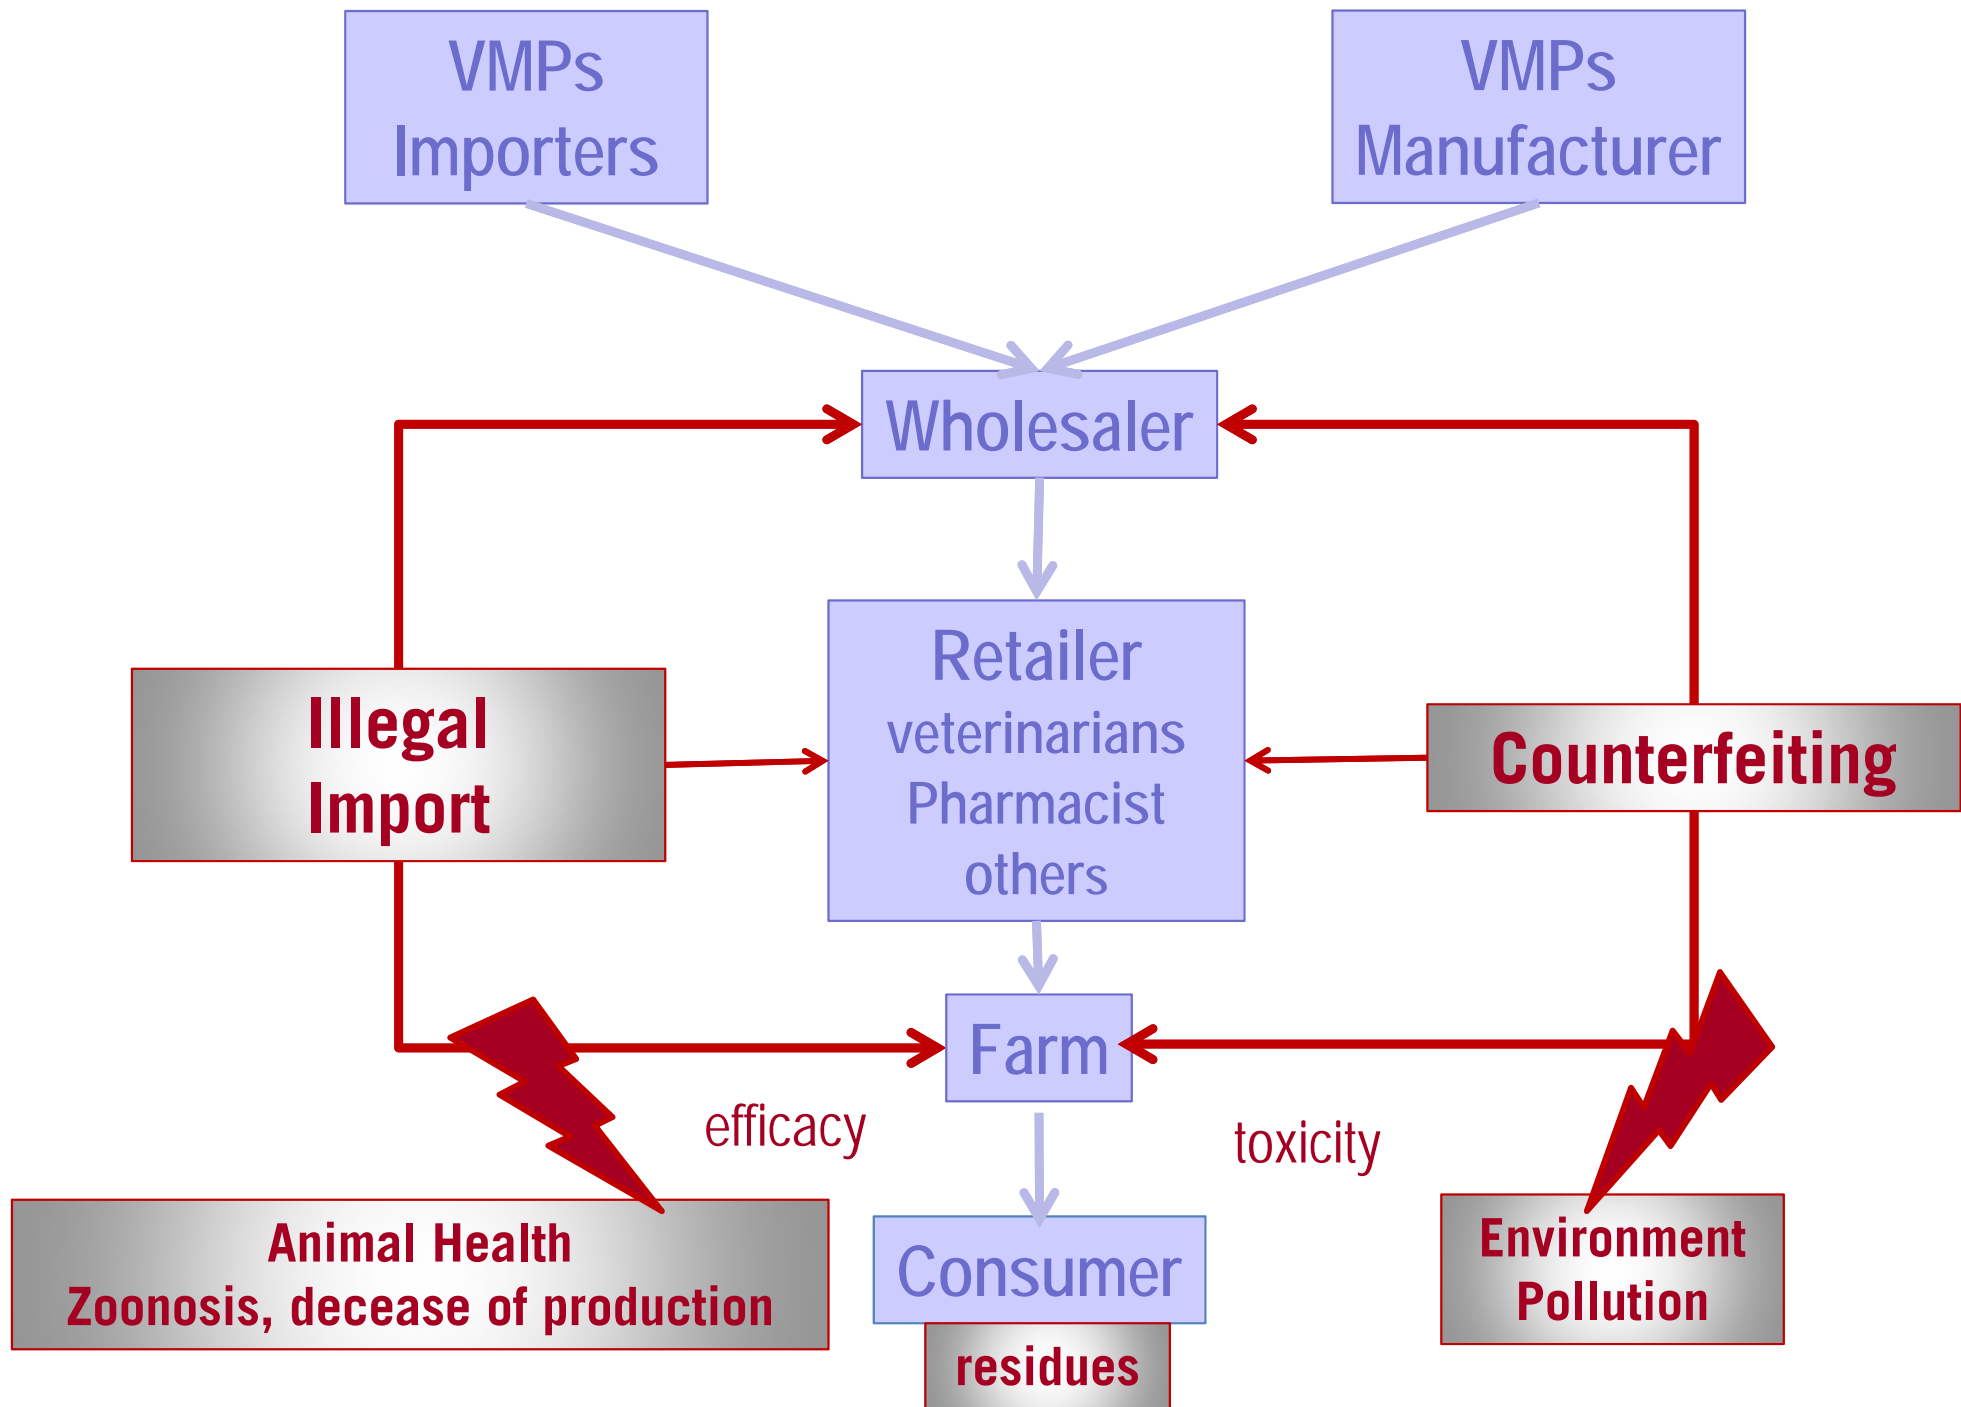 VMPs
Importers
VMPs
Manufacturer
Wholesaler
Retailer
veterinarians
Pharmacist
others
Illegal
Import
Counterfeiting
Farm
efficacy
toxicity
Animal Health
Zoonosis, decease of production
Consumer
residues
Environment
Pollution